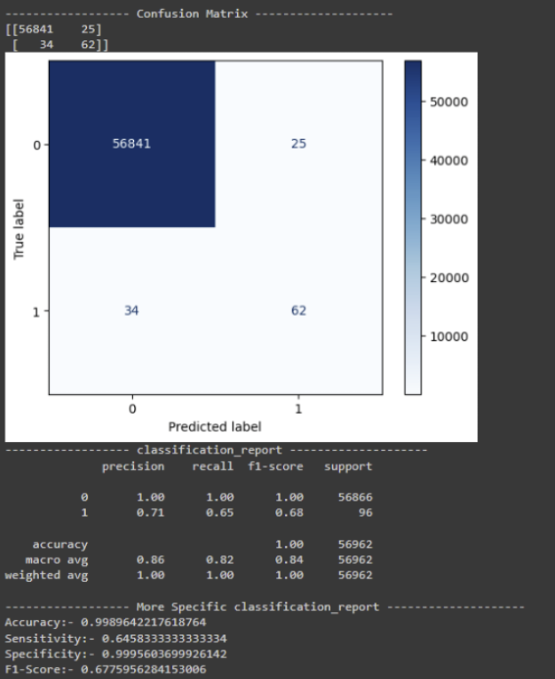 ------------------ Confusion Matrix --------------------
[[56841    25]
 [   34    62]]
0
56841
25
50000
40000
30000
20000
10000
True label
1
34
62
0
1
Predicted label
------------------ classification_report --------------------
              precision    recall  f1-score   support

           0       1.00      1.00      1.00     56866
           1       0.71      0.65      0.68        96

    accuracy                           1.00     56962
   macro avg       0.86      0.82      0.84     56962
weighted avg       1.00      1.00      1.00     56962

------------------ More Specific classification_report --------------------
Accuracy:- 0.9989642217618764
Sensitivity:- 0.6458333333333334
Specificity:- 0.9995603699926142
F1-Score:- 0.6775956284153006